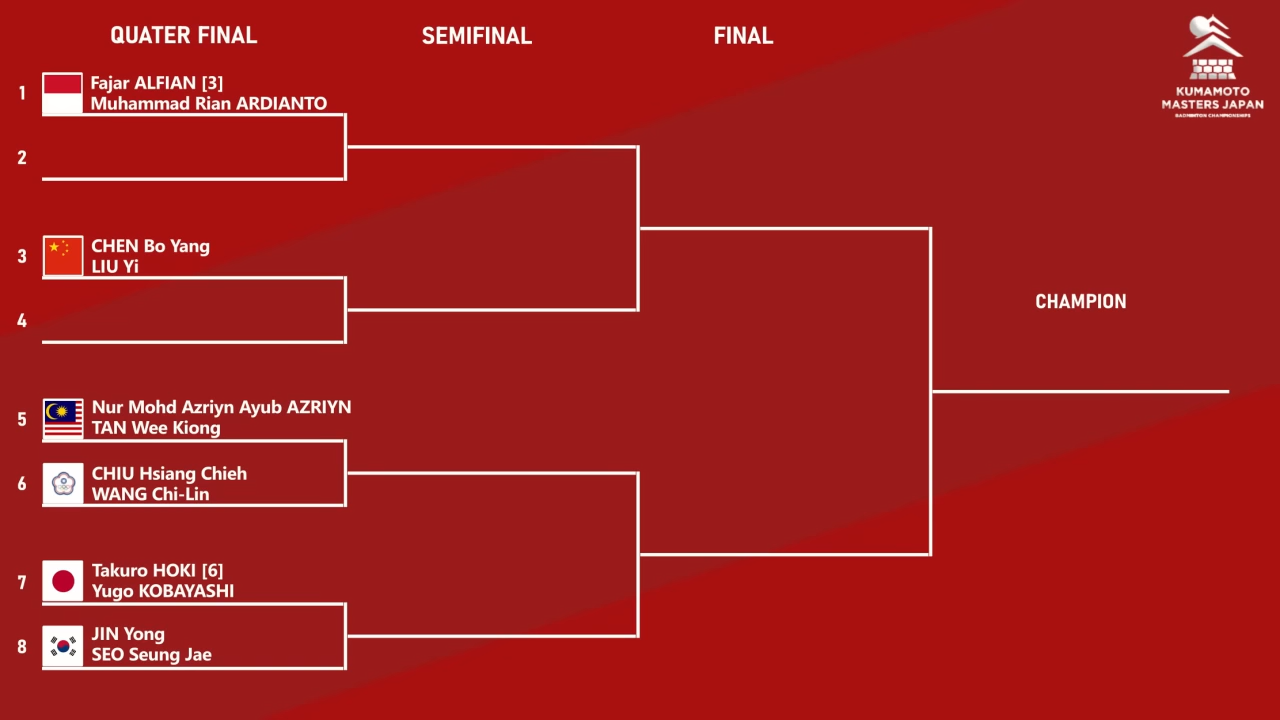 QUATER FINAL
SEMIFINAL
FINAL
KUMAMOTO
MASTERS JAPAN
BADMINTON CHAMPIONSHIPS
1
Fajar ALFIAN [3]
Muhammad Rian ARDIANTO
2
3
CHEN Bo Yang
LIU Yi
4
CHAMPION
5
Nur Mohd Azriyn Ayub AZRIYN
TAN Wee Kiong
6
CHIU Hsiang Chieh
WANG Chi-Lin
7
Takuro HOKI [6]
Yugo KOBAYASHI
8
JIN Yong
SEO Seung Jae